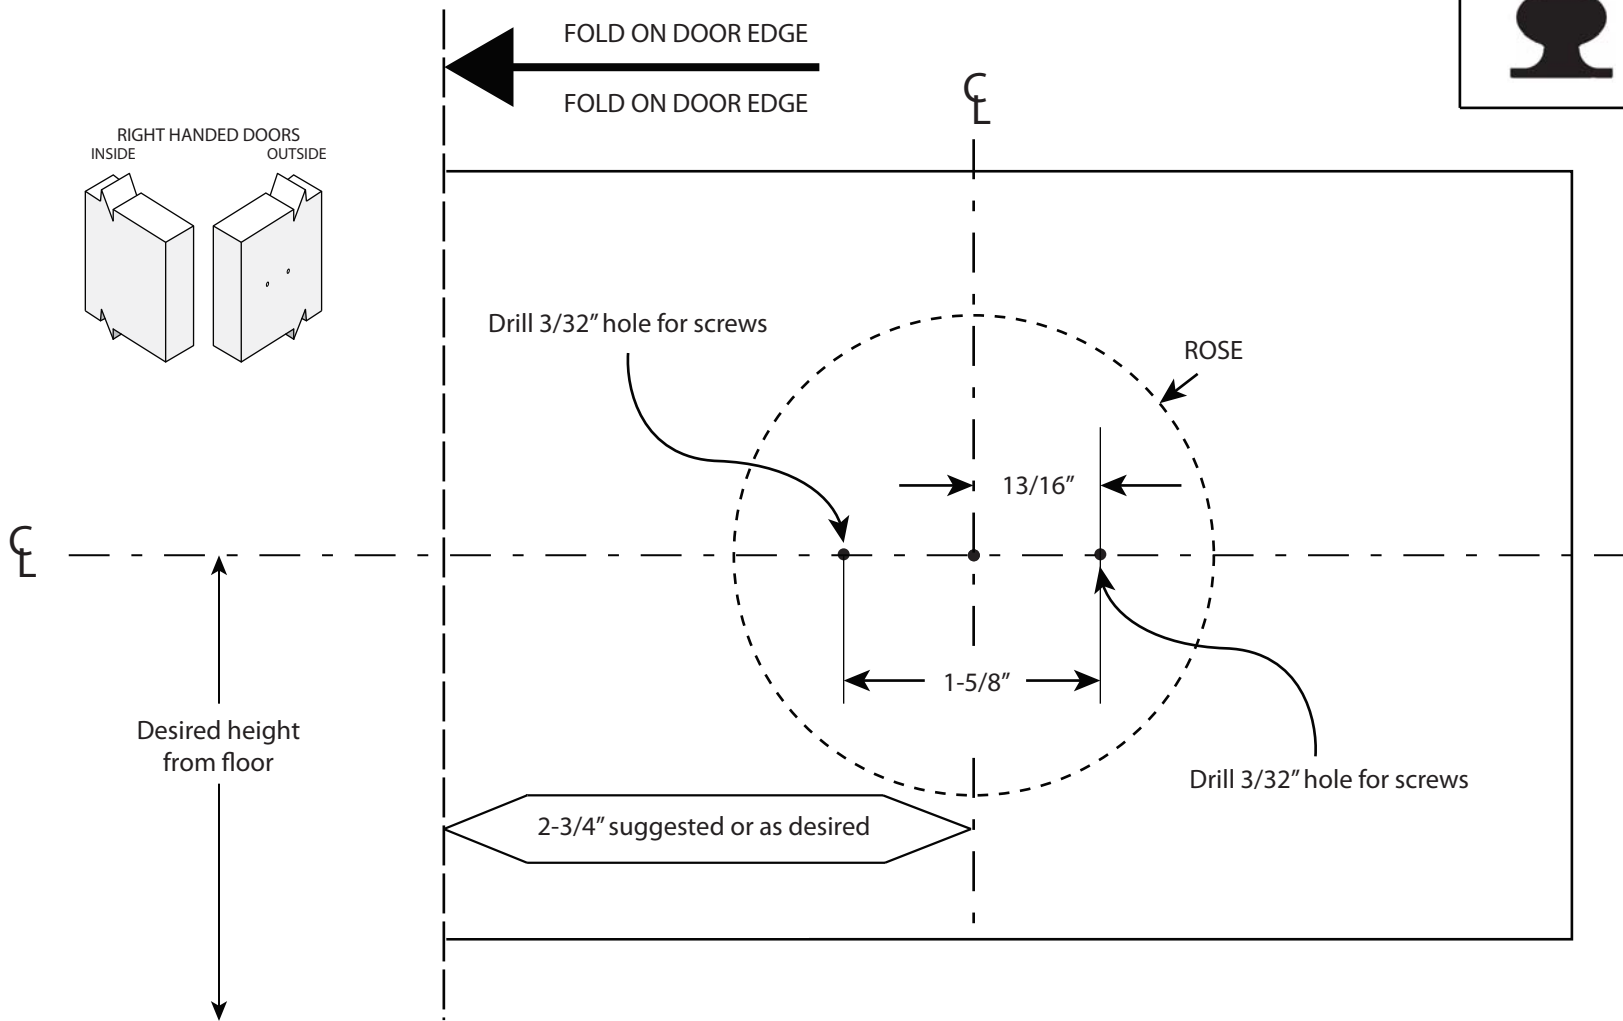 FOLD ON DOOR EDGE
FOLD ON DOOR EDGE
℄
RIGHT HANDED DOORS
INSIDE OUTSIDE
Drill 3/32” hole for screws
ROSE
13/16”
℄
1-5/8”
Desired height
from floor
Drill 3/32” hole for screws
2-3/4” suggested or as desired